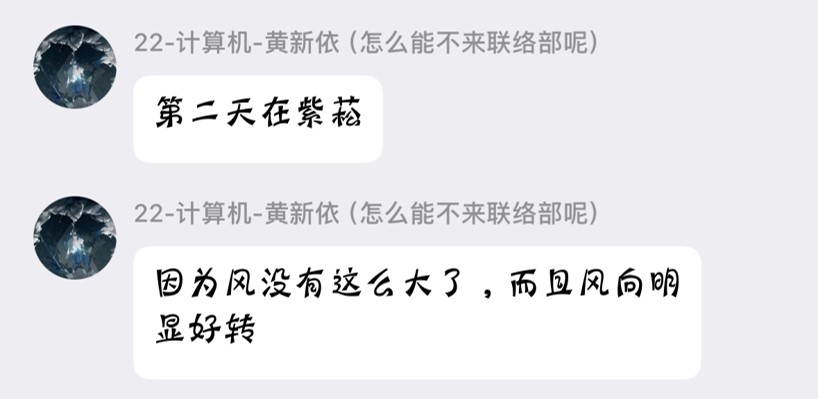 22-计算机-黄新依 (怎么能不来联络部呢)
第二天在紫菘
22-计算机-黄新依 (怎么能不来联络部呢)
因为风没有这么大了，而且风向明
显好转